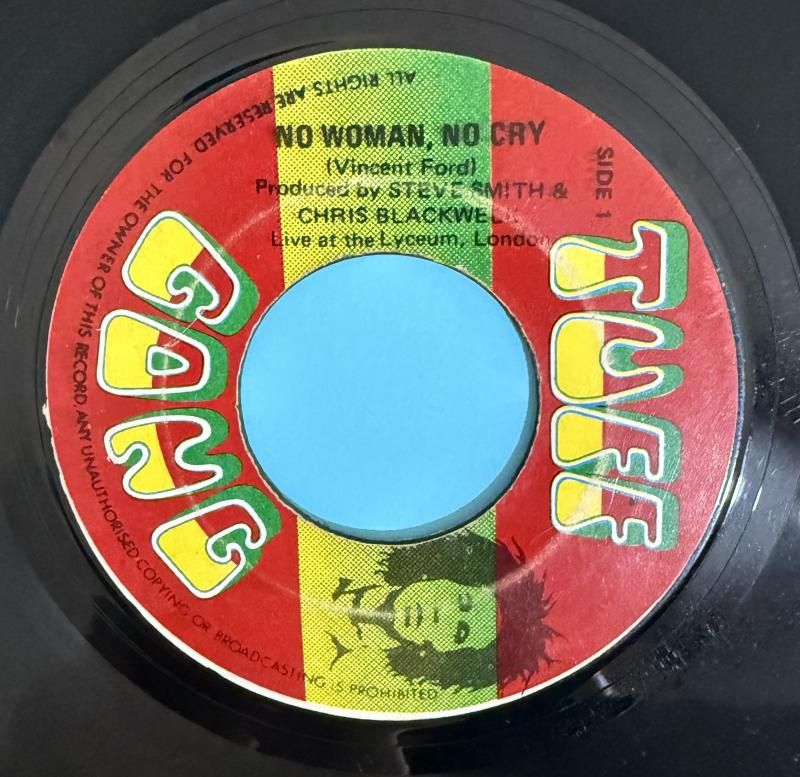 NO WOMAN, NO CRY
(Vincent Ford)
Produced by STEVE SMITH &
CHRIS BLACKWELL
Live at the Lyceum, London
SIDE 1
TUFF
GONG
ALL RIGHTS ARE RESERVED FOR THE OWNER OF THIS RECORD, ANY UNAUTHORISED COPYING OR BROADCASTING IS PROHIBITED